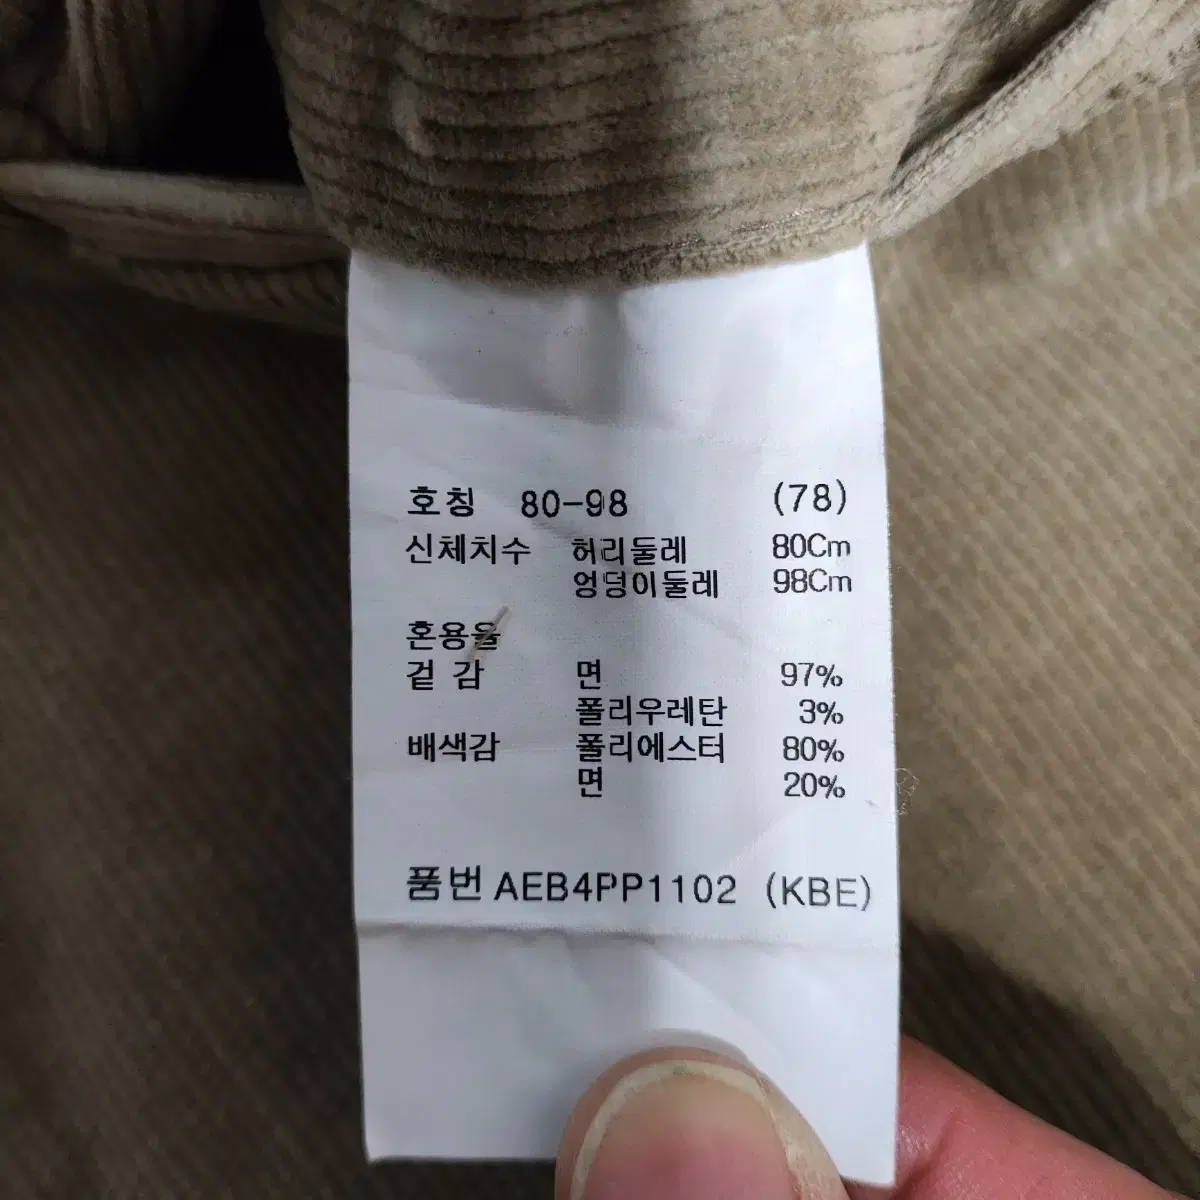 호칭 80-98 (78)
신체치수 허리둘레 80Cm
엉덩이둘레 98Cm
혼용율
겉 감 면 97%
폴리우레탄 3%
배색감 폴리에스터 80%
면 20%
품번 AEB4PP1102 (KBE)